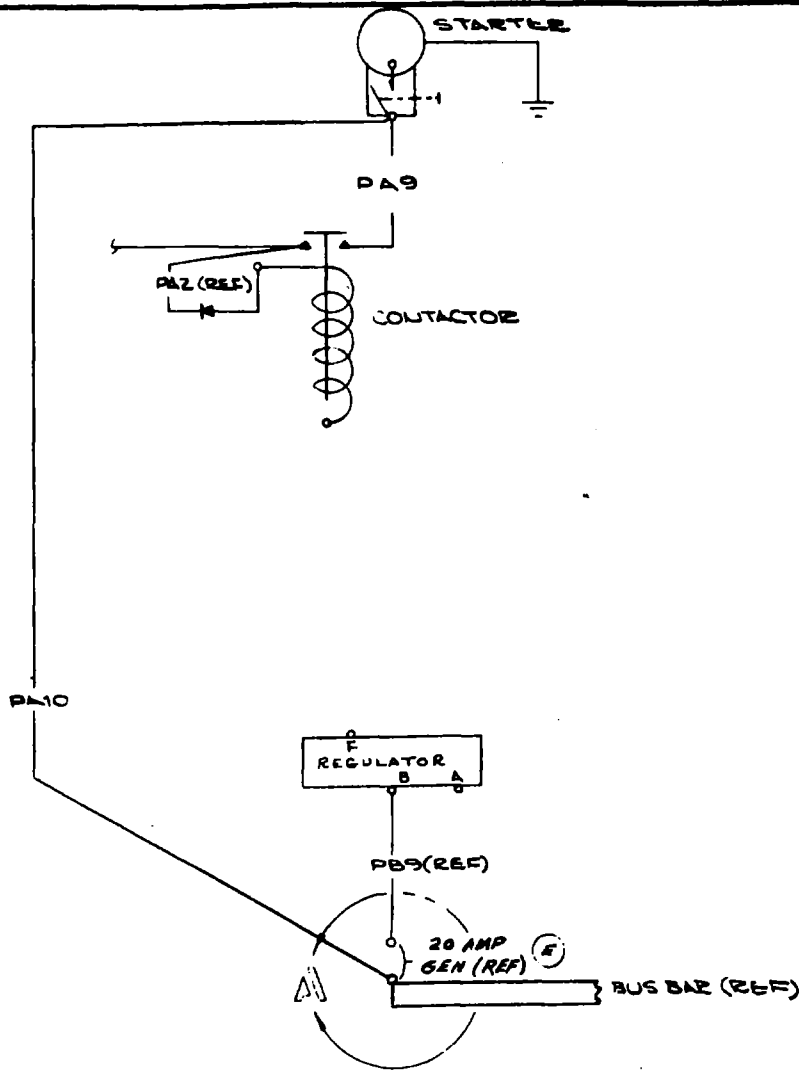 STARTER
PA9
PA2 (REF)
CONTACTOR
PA10
F
REGULATOR
B A
PB9 (REF)
20 AMP
GEN (REF) E
A
BUS BAR (REF)